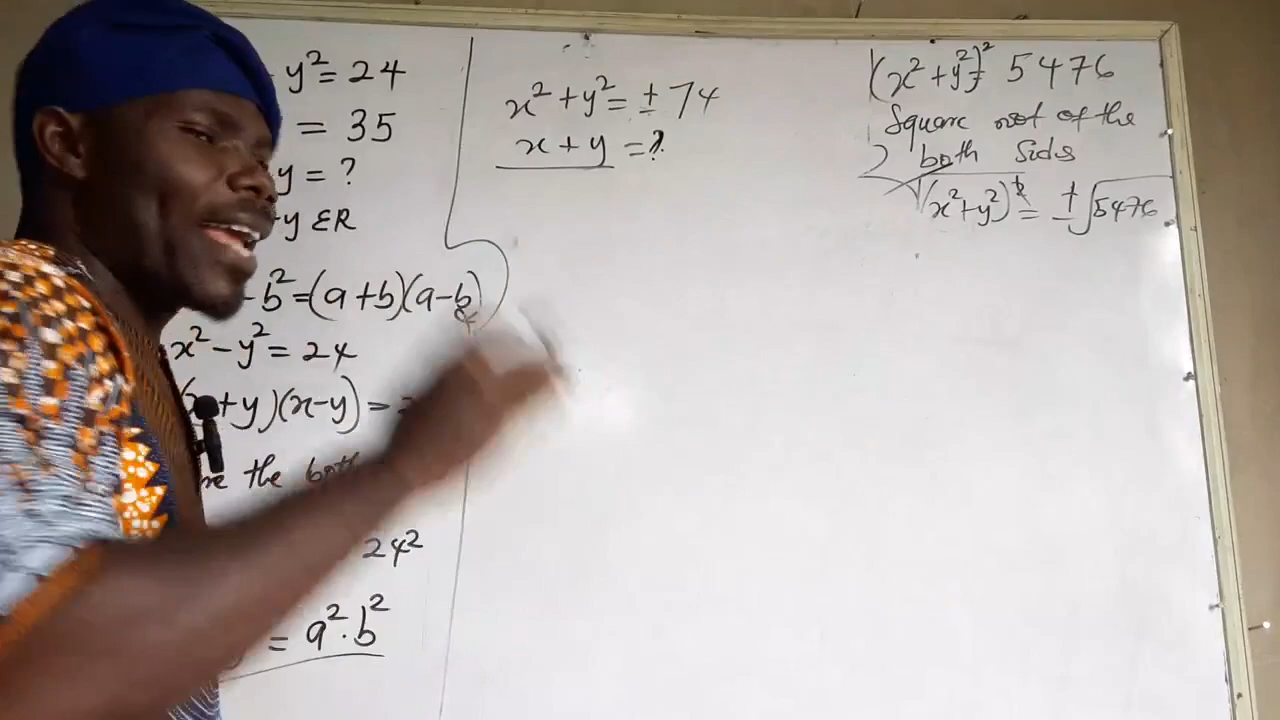 y² = 24
= 35
y = ?
y ∈ R
- b² = (a + b)(a - b)
x² - y² = 24
(x + y)(x - y) =
the both
24²
= a² . b²
x² + y² = ± 74
x + y = ?
(x² + y²)² = 5476
Square root of the
both sides
√(x² + y²)² = ± √5476